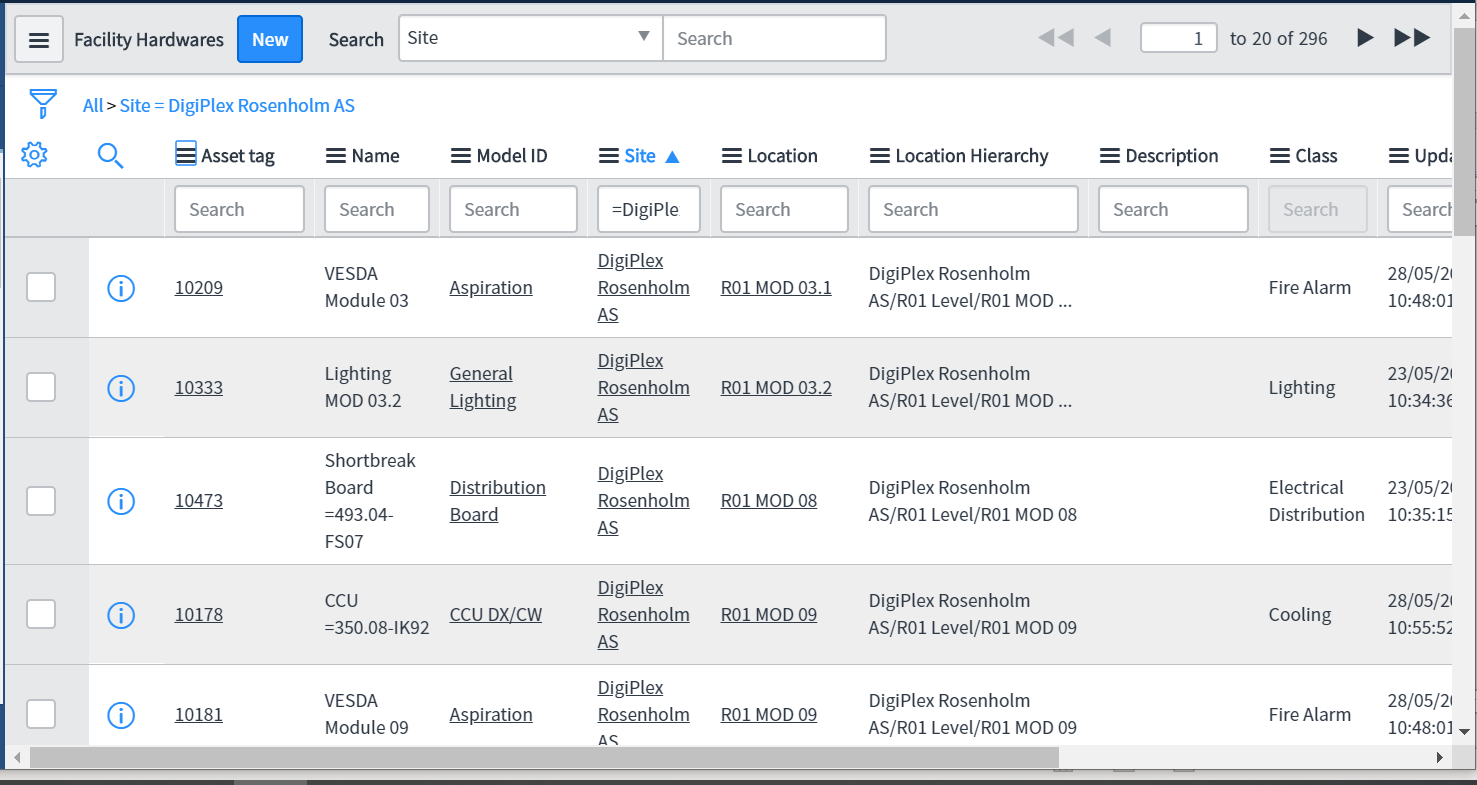 Facility Hardwares New Search Site Search 1 to 20 of 296
All > Site = DigiPlex Rosenholm AS
Asset tag Name Model ID Site Location Location Hierarchy Description Class Upda
Search Search Search =DigiPle Search Search Search Search Search
10209 VESDA Module 03 Aspiration DigiPlex Rosenholm AS R01 MOD 03.1 DigiPlex Rosenholm AS/R01 Level/R01 MOD ... Fire Alarm 28/05/20 10:48:01
10333 Lighting MOD 03.2 General Lighting DigiPlex Rosenholm AS R01 MOD 03.2 DigiPlex Rosenholm AS/R01 Level/R01 MOD ... Lighting 23/05/20 10:34:36
10473 Shortbreak Board =493.04-FS07 Distribution Board DigiPlex Rosenholm AS R01 MOD 08 DigiPlex Rosenholm AS/R01 Level/R01 MOD 08 Electrical Distribution 23/05/20 10:35:15
10178 CCU =350.08-IK92 CCU DX/CW DigiPlex Rosenholm AS R01 MOD 09 DigiPlex Rosenholm AS/R01 Level/R01 MOD 09 Cooling 28/05/20 10:55:52
10181 VESDA Module 09 Aspiration DigiPlex Rosenholm AS R01 MOD 09 DigiPlex Rosenholm AS/R01 Level/R01 MOD 09 Fire Alarm 28/05/20 10:48:01